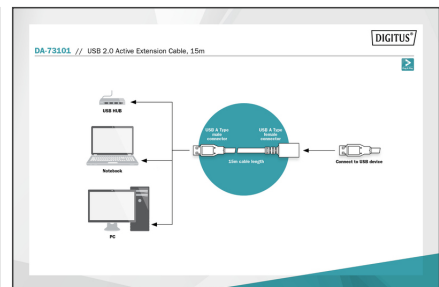 DIGITUS®
DA-73101 // USB 2.0 Active Extension Cable, 15m
USB HUB
USB A Type
male
connector
USB A Type
female
connector
15m cable length
Connect to USB device
Notebook
PC